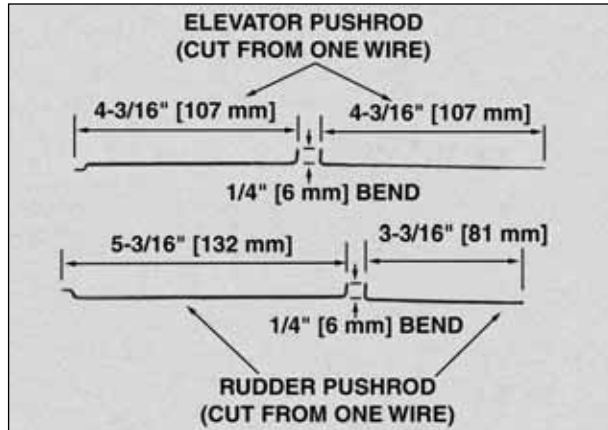 ELEVATOR PUSHROD
(CUT FROM ONE WIRE)
4-3/16" [107 mm] 4-3/16" [107 mm]
1/4" [6 mm] BEND
5-3/16" [132 mm] 3-3/16" [81 mm]
1/4" [6 mm] BEND
RUDDER PUSHROD
(CUT FROM ONE WIRE)